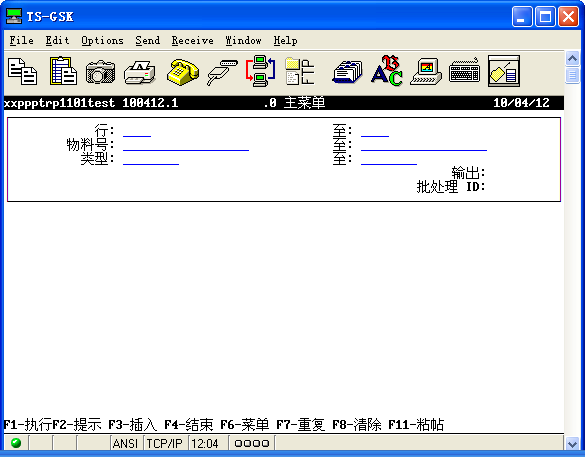 TS-GSK
File Edit Options Send Receive Window Help
xxppptrp1101test 100412.1 .0 主菜单 10/04/12
行: 至:
物料号: 至:
类型: 至:
输出:
批处理 ID:
F1-执行F2-提示 F3-插入 F4-结束 F6-菜单 F7-重复 F8-清除 F11-粘帖
ANSI TCP/IP 12:04